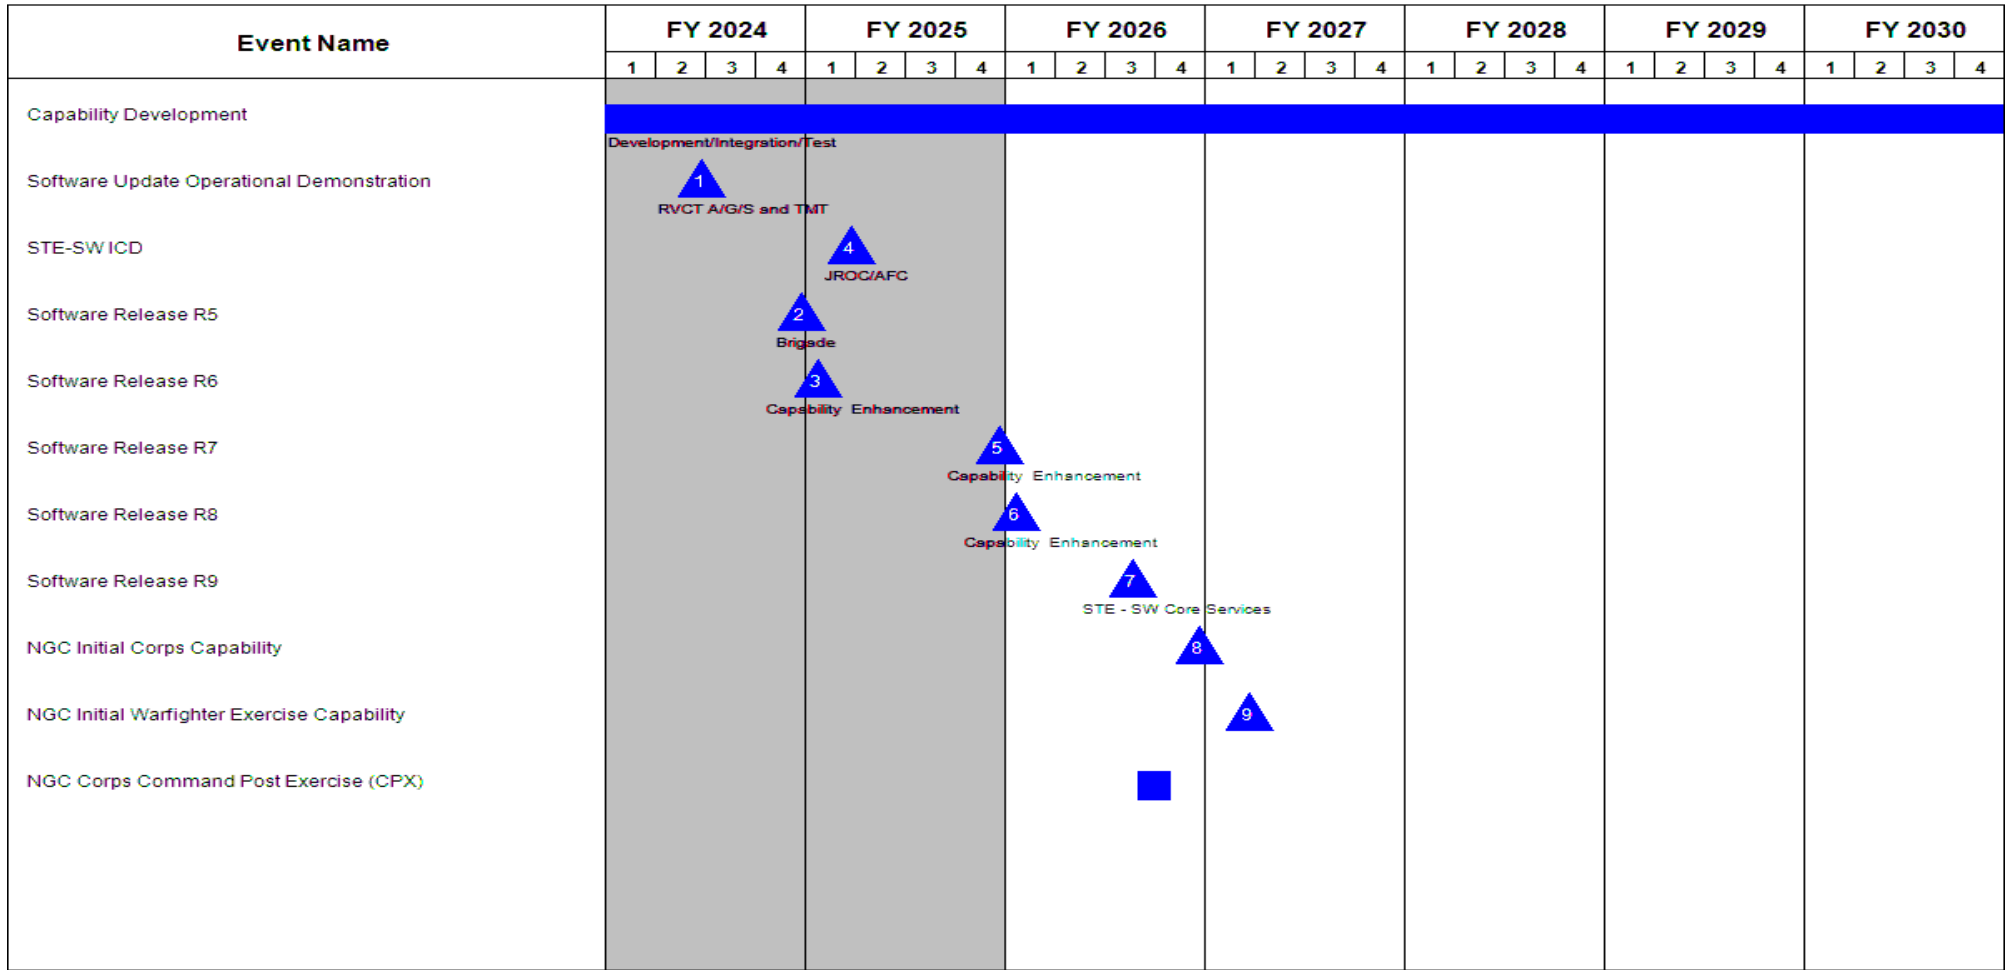 Event Name
FY 2024 FY 2025 FY 2026 FY 2027 FY 2028 FY 2029 FY 2030
1 2 3 4 1 2 3 4 1 2 3 4 1 2 3 4 1 2 3 4 1 2 3 4 1 2 3 4
Capability Development
Development/Integration/Test
Software Update Operational Demonstration 1
RVCT A/G/S and TMT
STE-SW ICD 4
JROC/AFC
Software Release R5 2
Brigade
Software Release R6 3
Capability Enhancement
Software Release R7 5
Capability Enhancement
Software Release R8 6
Capability Enhancement
Software Release R9 7
STE - SW Core Services
NGC Initial Corps Capability 8
NGC Initial Warfighter Exercise Capability 9
NGC Corps Command Post Exercise (CPX)